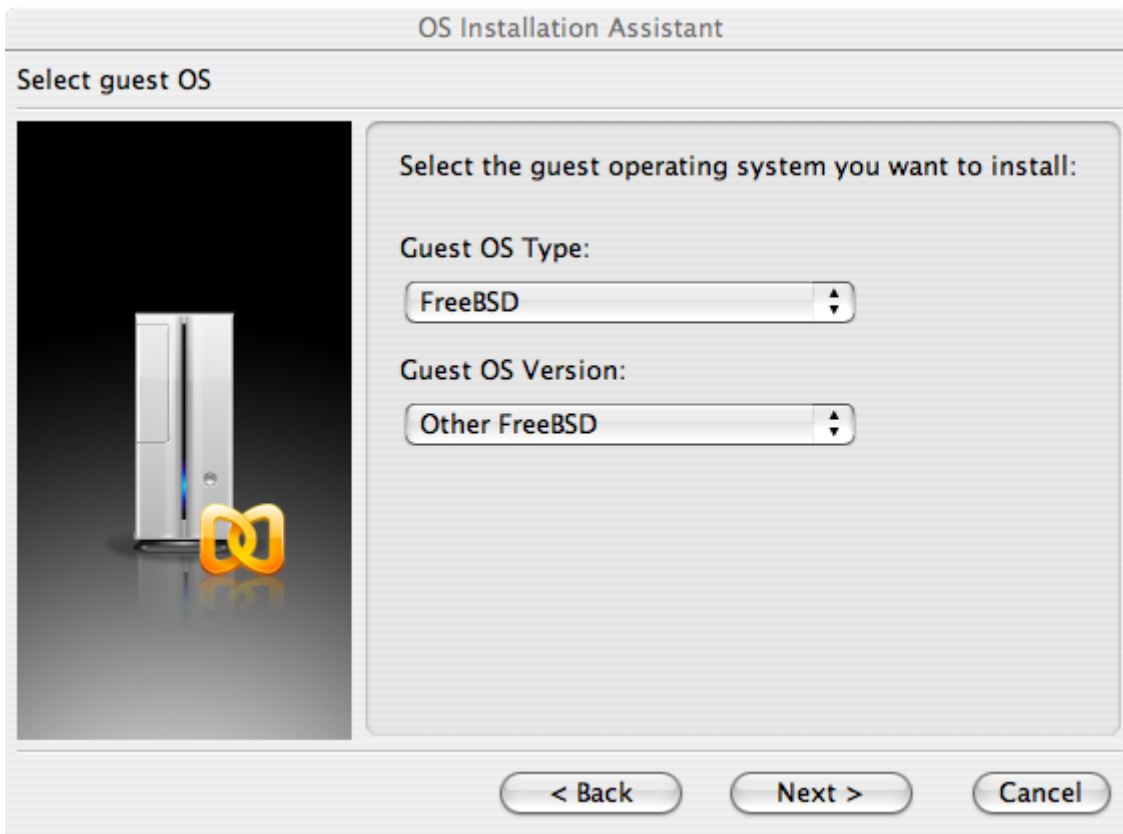 OS Installation Assistant
Select guest OS
Select the guest operating system you want to install:
Guest OS Type:
FreeBSD
Guest OS Version:
Other FreeBSD
< Back Next > Cancel